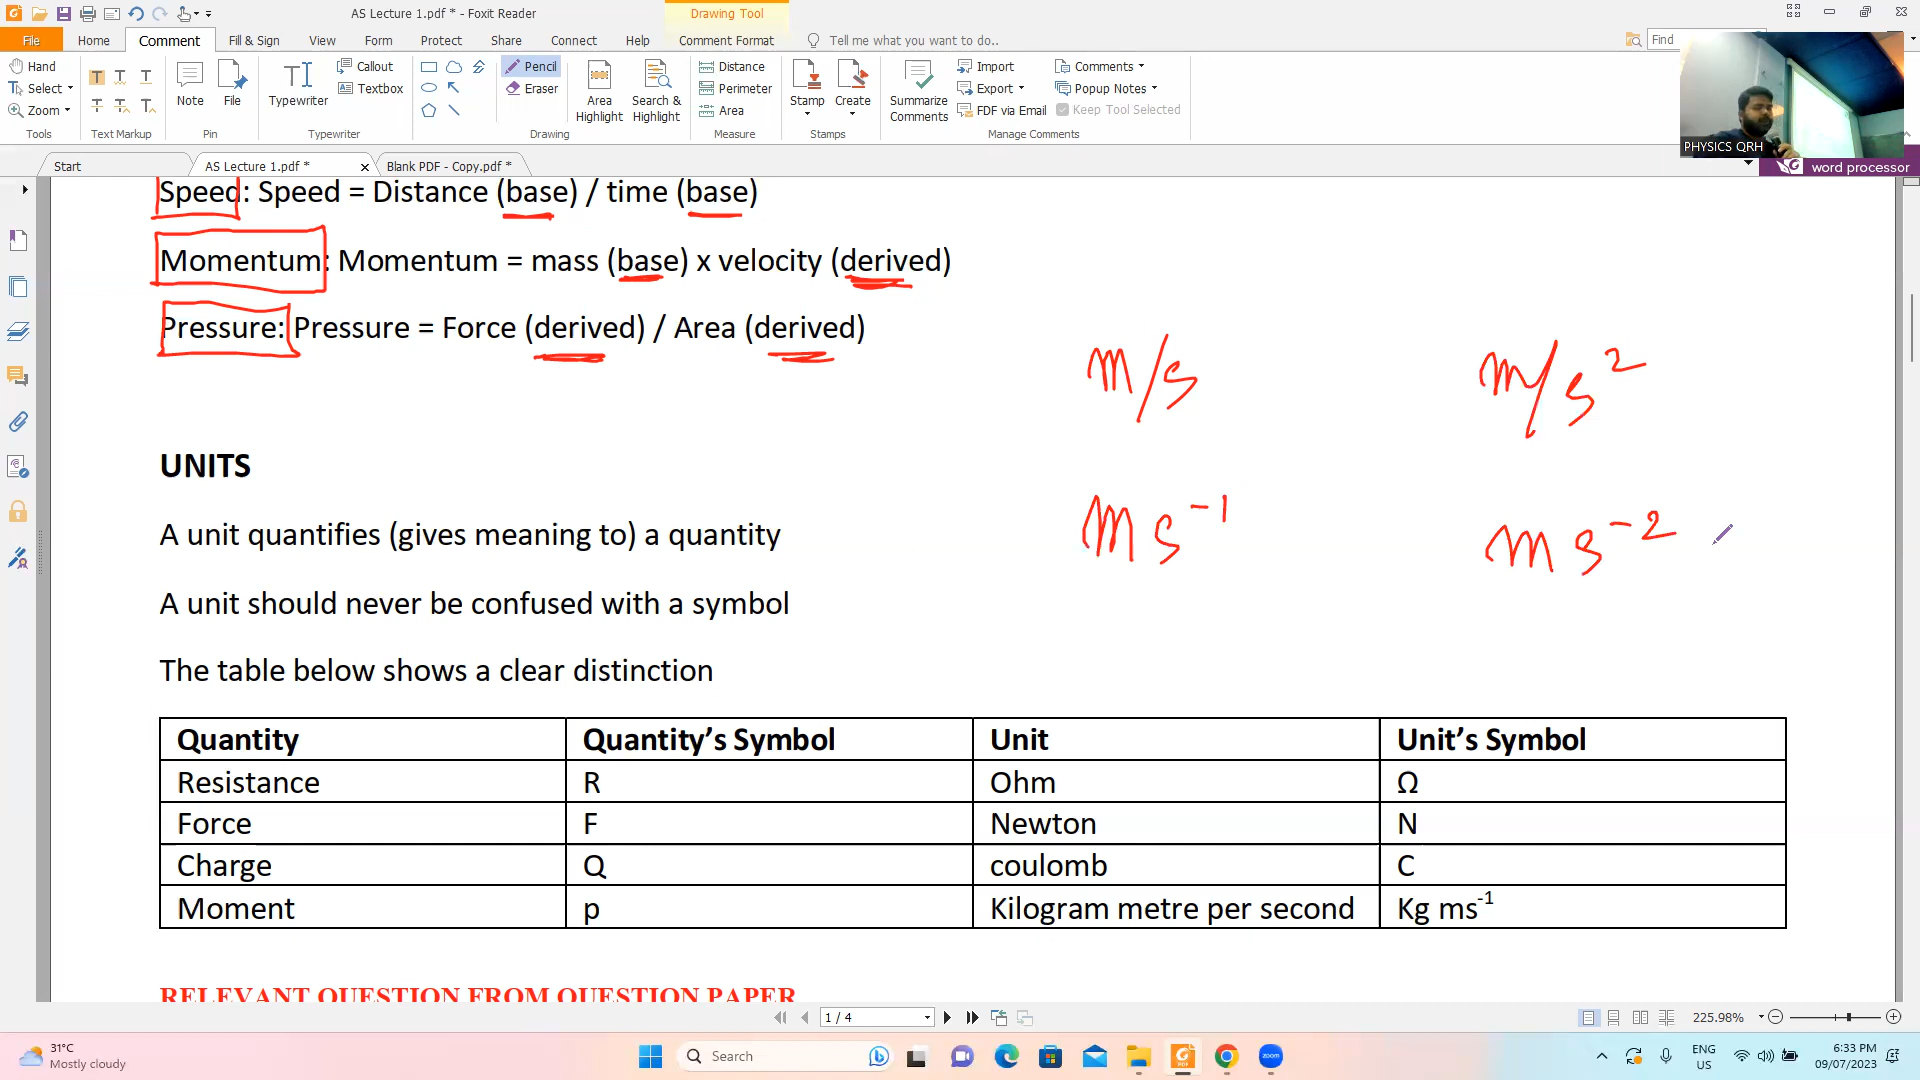 AS Lecture 1.pdf * - Foxit Reader
Drawing Tool
File Home Comment Fill & Sign View Form Protect Share Connect Help Comment Format Tell me what you want to do.. Find
Hand Select Zoom
Tools
Text Markup
Note File
Pin
Typewriter Callout Textbox
Typewriter
Pencil Eraser Area Highlight Search & Highlight
Drawing
Distance Perimeter Area
Measure
Stamp Create
Stamps
Summarize Comments Import Export FDF via Email Comments Popup Notes Keep Tool Selected
Manage Comments
PHYSICS QRH
word processor
Start AS Lecture 1.pdf * Blank PDF - Copy.pdf *
Speed: Speed = Distance (base) / time (base)
Momentum: Momentum = mass (base) x velocity (derived)
Pressure: Pressure = Force (derived) / Area (derived)
m/s m/s²
UNITS
ms⁻¹ ms⁻²
A unit quantifies (gives meaning to) a quantity
A unit should never be confused with a symbol
The table below shows a clear distinction
Quantity Quantity’s Symbol Unit Unit’s Symbol
Resistance R Ohm Ω
Force F Newton N
Charge Q coulomb C
Moment p Kilogram metre per second Kg ms⁻¹
RELEVANT QUESTION FROM QUESTION PAPER
1 / 4
225.98%
31°C
Mostly cloudy
Search
zoom
ENG
US
6:33 PM
09/07/2023